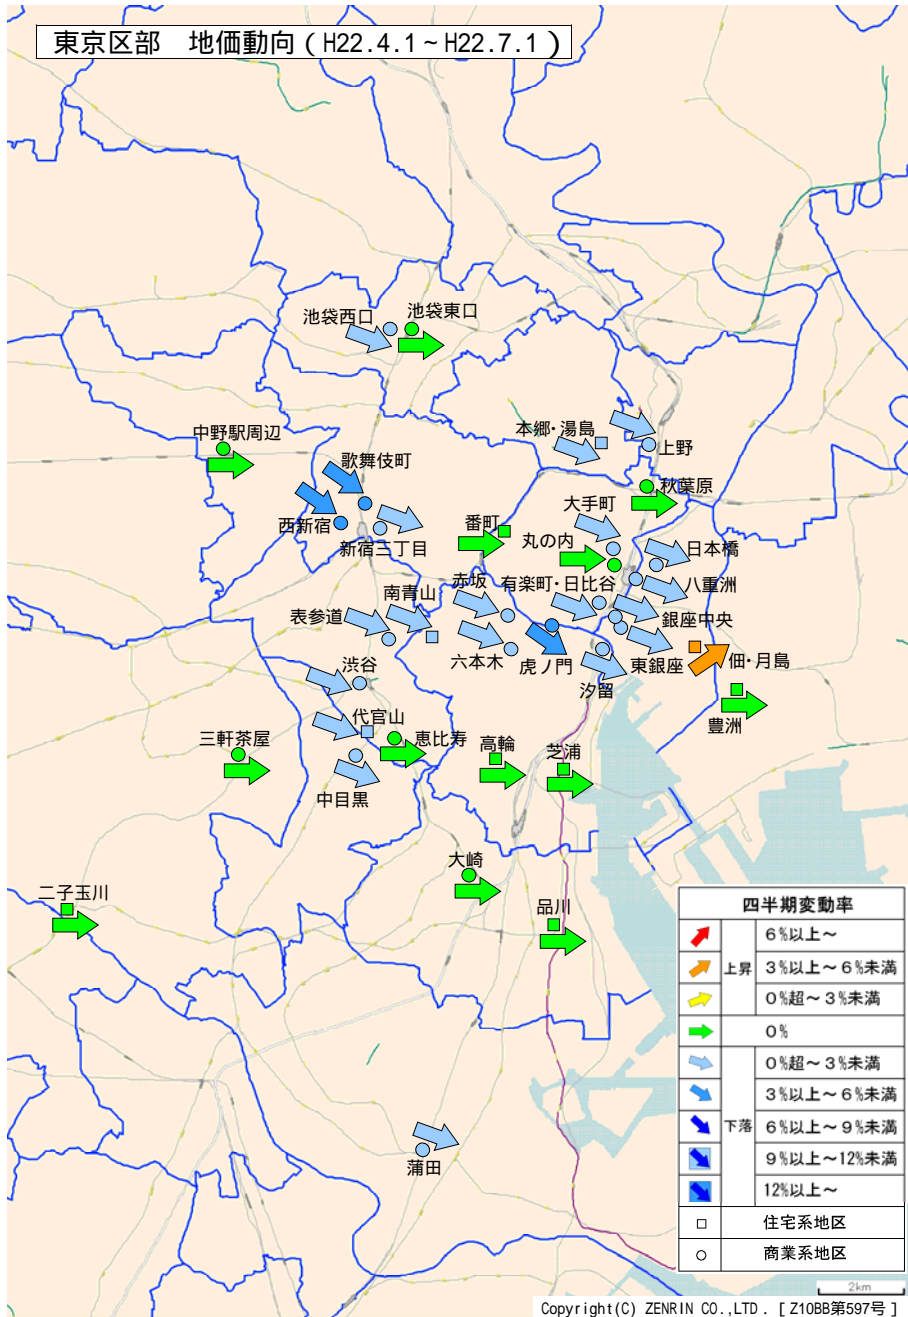 東京区部　地価動向（H22.4.1～H22.7.1）
池袋西口
池袋東口
中野駅周辺
歌舞伎町
西新宿
新宿三丁目
本郷・湯島
上野
秋葉原
大手町
番町
丸の内
日本橋
有楽町・日比谷
八重洲
赤坂
南青山
表参道
銀座中央
六本木
虎ノ門
東銀座
佃・月島
汐留
渋谷
豊洲
代官山
三軒茶屋
恵比寿
高輪
芝浦
中目黒
大崎
二子玉川
品川
蒲田
四半期変動率
上昇
６%以上～
３%以上～６%未満
０%超～３%未満
０%
下落
０%超～３%未満
３%以上～６%未満
６%以上～９%未満
９%以上～12%未満
12%以上～
住宅系地区
商業系地区
2km
Copyright(C) ZENRIN CO.,LTD. [ Z10BB第597号 ]